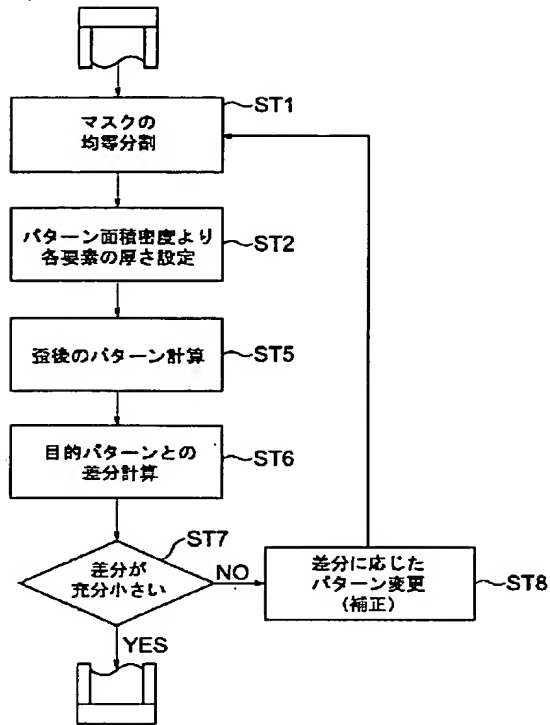 マスクの
均等分割
ST1
パターン面積密度より
各要素の厚さ設定
ST2
歪後のパターン計算
ST5
目的パターンとの
差分計算
ST6
ST7
差分が
充分小さい
NO
差分に応じた
パターン変更
(補正)
ST8
YES